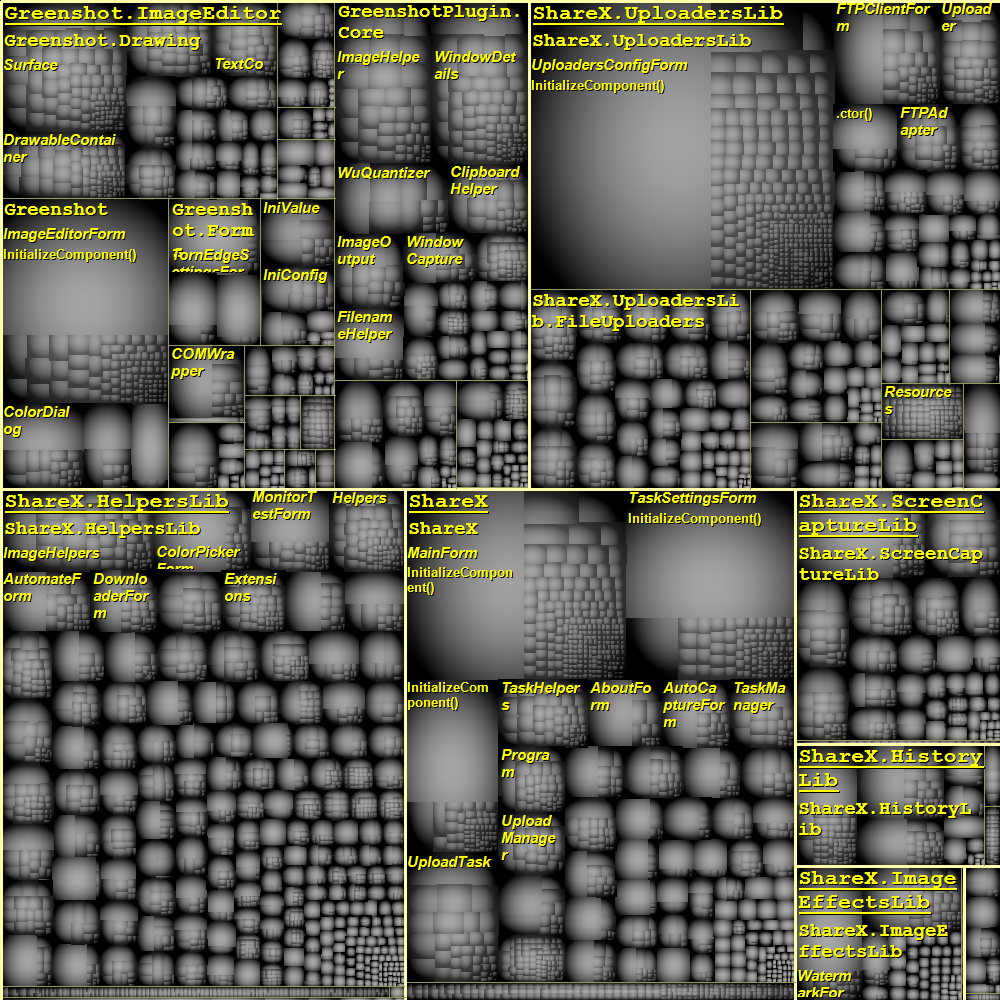 Greenshot.ImageEditor
Greenshot.Drawing
Surface
TextCo
DrawableContai
ner
Greenshot
ImageEditorForm
InitializeComponent()
ColorDial
og
Greensh
ot.Form
TornEdgeS
ettingsFor
IniValue
IniConfig
COMWra
pper
GreenshotPlugin.
Core
ImageHelpe
r
WindowDet
ails
WuQuantizer
Clipboard
Helper
ImageO
utput
Window
Capture
Filenam
eHelper
ShareX.UploadersLib
ShareX.UploadersLib
UploadersConfigForm
InitializeComponent()
FTPClientFor
m
Upload
er
.ctor()
FTPAd
apter
ShareX.UploadersLi
b.FileUploaders
Resource
s
ShareX.HelpersLib
ShareX.HelpersLib
ImageHelpers
ColorPicker
Form
MonitorT
estForm
Helpers
AutomateF
orm
Downlo
aderFor
m
Extensi
ons
ShareX
ShareX
MainForm
InitializeCompon
ent()
TaskSettingsForm
InitializeComponent()
InitializeCom
ponent()
TaskHelper
s
AboutFo
rm
AutoCa
ptureFor
m
TaskMa
nager
Progra
m
Upload
Manage
r
UploadTask
ShareX.ScreenC
aptureLib
ShareX.ScreenCap
tureLib
ShareX.History
Lib
ShareX.HistoryL
ib
ShareX.Image
EffectsLib
ShareX.ImageE
ffectsLib
Waterm
arkFor